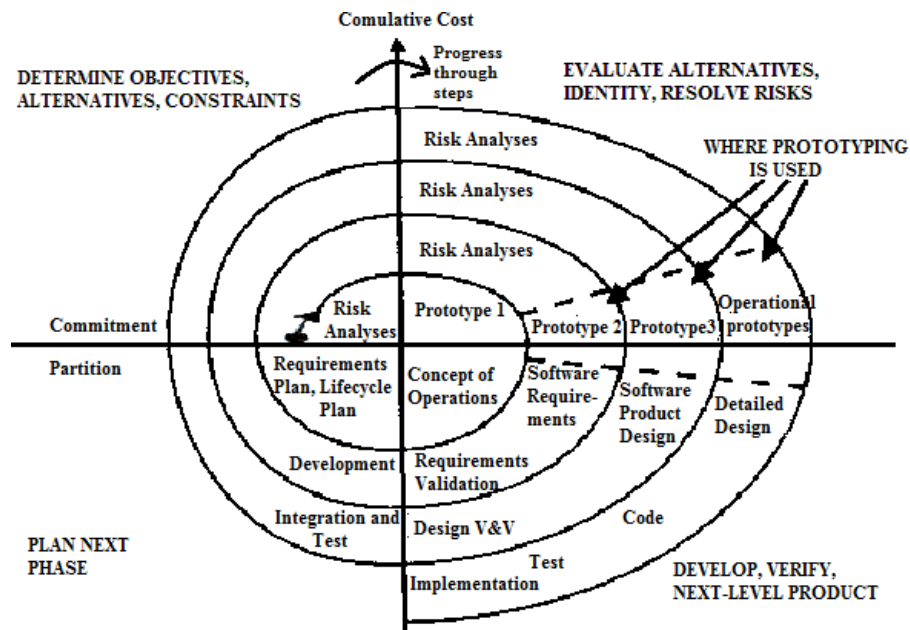 Comulative Cost
Progress
through
steps
DETERMINE OBJECTIVES,
ALTERNATIVES, CONSTRAINTS
EVALUATE ALTERNATIVES,
IDENTITY, RESOLVE RISKS
WHERE PROTOTYPING
IS USED
Risk Analyses
Risk Analyses
Risk Analyses
Risk
Analyses
Prototype 1
Prototype 2
Prototype3
Operational
prototypes
Commitment
Partition
Requirements
Plan, Lifecycle
Plan
Concept of
Operations
Software
Require-
ments
Software
Product
Design
Detailed
Design
Development
Requirements
Validation
Integration and
Test
Design V&V
Code
Test
Implementation
PLAN NEXT
PHASE
DEVELOP, VERIFY,
NEXT-LEVEL PRODUCT